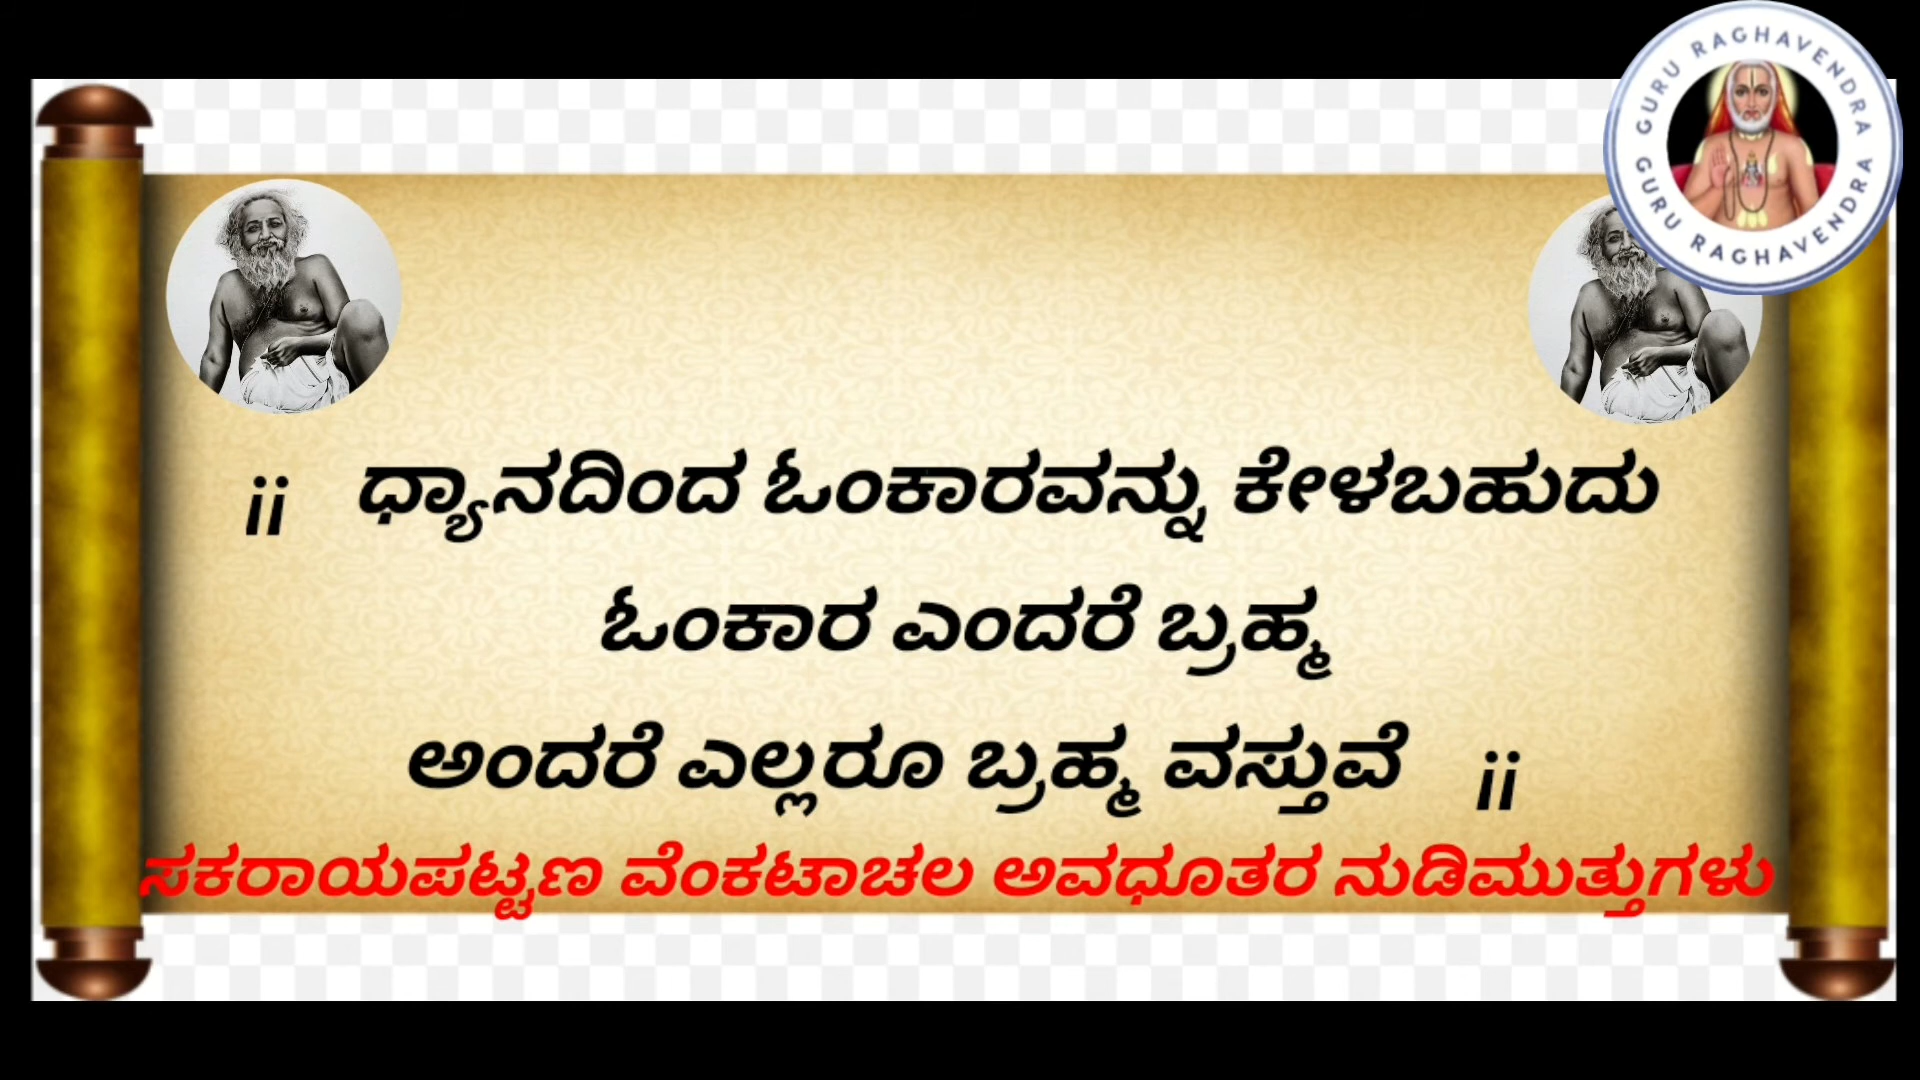 GURU RAGHAVENDRA
GURU RAGHAVENDRA
ii ಧ್ಯಾನದಿಂದ ಓಂಕಾರವನ್ನು ಕೇಳಬಹುದು
ಓಂಕಾರ ಎಂದರೆ ಬ್ರಹ್ಮ
ಅಂದರೆ ಎಲ್ಲರೂ ಬ್ರಹ್ಮ ವಸ್ತುವೆ ii
ಸಕರಾಯಪಟ್ಟಣ ವೆಂಕಟಾಚಲ ಅವಧೂತರ ನುಡಿಮುತ್ತುಗಳು